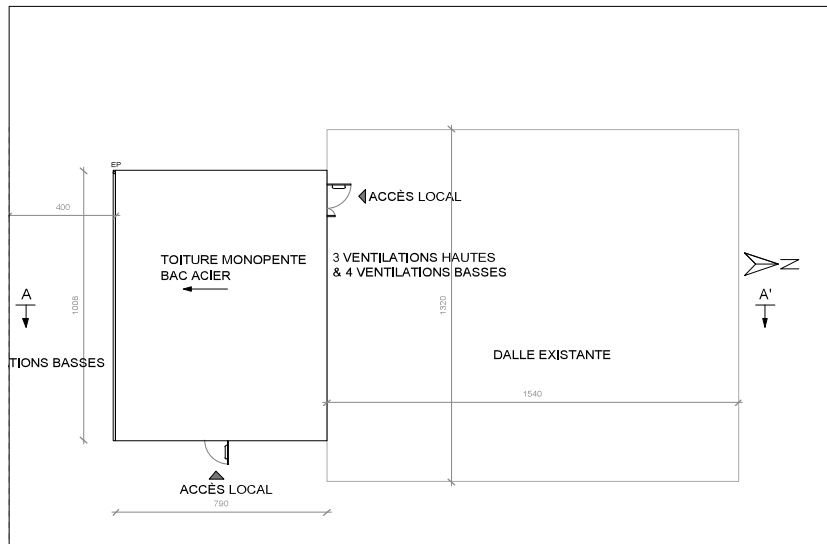 EP
400
ACCÈS LOCAL
TOITURE MONOPENTE
BAC ACIER
3 VENTILATIONS HAUTES
& 4 VENTILATIONS BASSES
N
A
A'
1008
1320
TIONS BASSES
DALLE EXISTANTE
1540
ACCÈS LOCAL
790